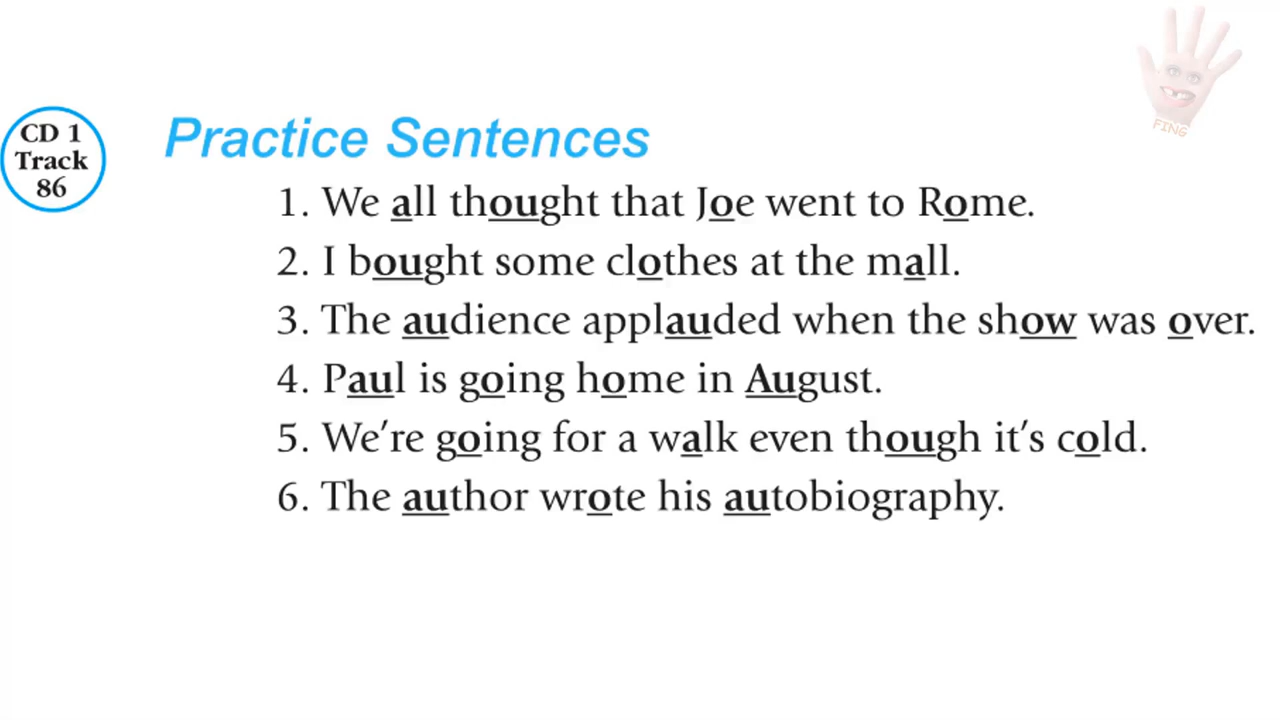 FING
CD 1
Track
86
Practice Sentences
1. We all thought that Joe went to Rome.
2. I bought some clothes at the mall.
3. The audience applauded when the show was over.
4. Paul is going home in August.
5. We’re going for a walk even though it’s cold.
6. The author wrote his autobiography.